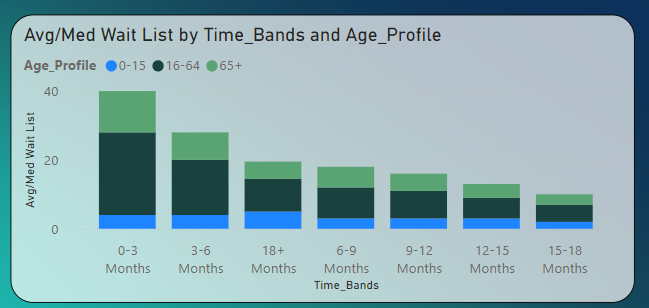 Avg/Med Wait List by Time_Bands and Age_Profile
Age_Profile 0-15 16-64 65+
Avg/Med Wait List
40
20
0
0-3 Months
3-6 Months
18+ Months
6-9 Months
9-12 Months
12-15 Months
15-18 Months
Time_Bands